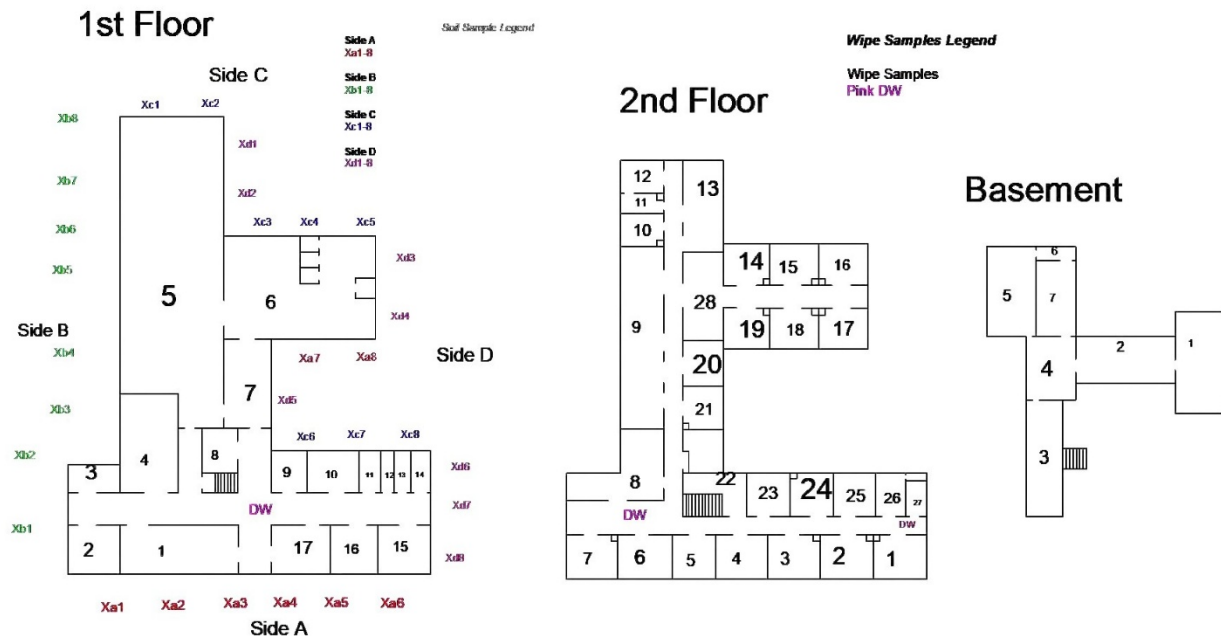 1st Floor
Soil Sample Legend
Side A
Xa1-8
Side B
Xb1-8
Side C
Xc1-8
Side D
Xd1-8
Side C
Xb8
Xc1
Xc2
Xd1
Xb7
Xd2
Xb6
Xc3
Xc4
Xc5
Xb5
Xd3
5
6
Side B
Xd4
Xb4
Xa7
Xa8
Side D
7
Xb3
Xd5
Xc6
Xc7
Xc8
Xb2
3
4
8
9
10
11
12
13
14
Xd6
DW
Xd7
Xb1
2
1
17
16
15
Xd8
Xa1
Xa2
Xa3
Xa4
Xa5
Xa6
Side A
Wipe Samples Legend
Wipe Samples
Pink DW
2nd Floor
12
13
11
10
14
15
16
9
28
19
18
17
20
21
8
22
23
24
25
26
27
DW
DW
7
6
5
4
3
2
1
Basement
6
5
7
2
1
4
3